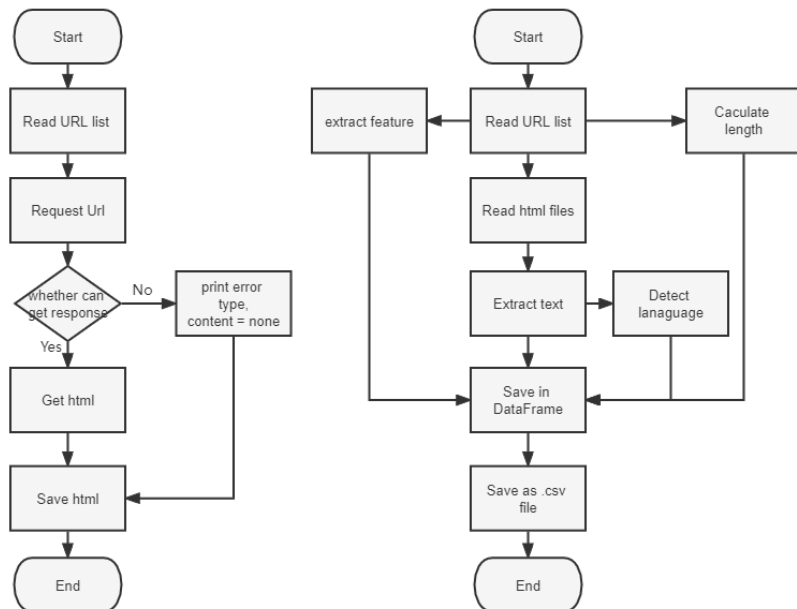 Start
Read URL list
Request Url
whether can
get response
No
print error
type,
content = none
Yes
Get html
Save html
End
Start
extract feature
Read URL list
Caculate
length
Read html files
Extract text
Detect
lanaguage
Save in
DataFrame
Save as .csv
file
End